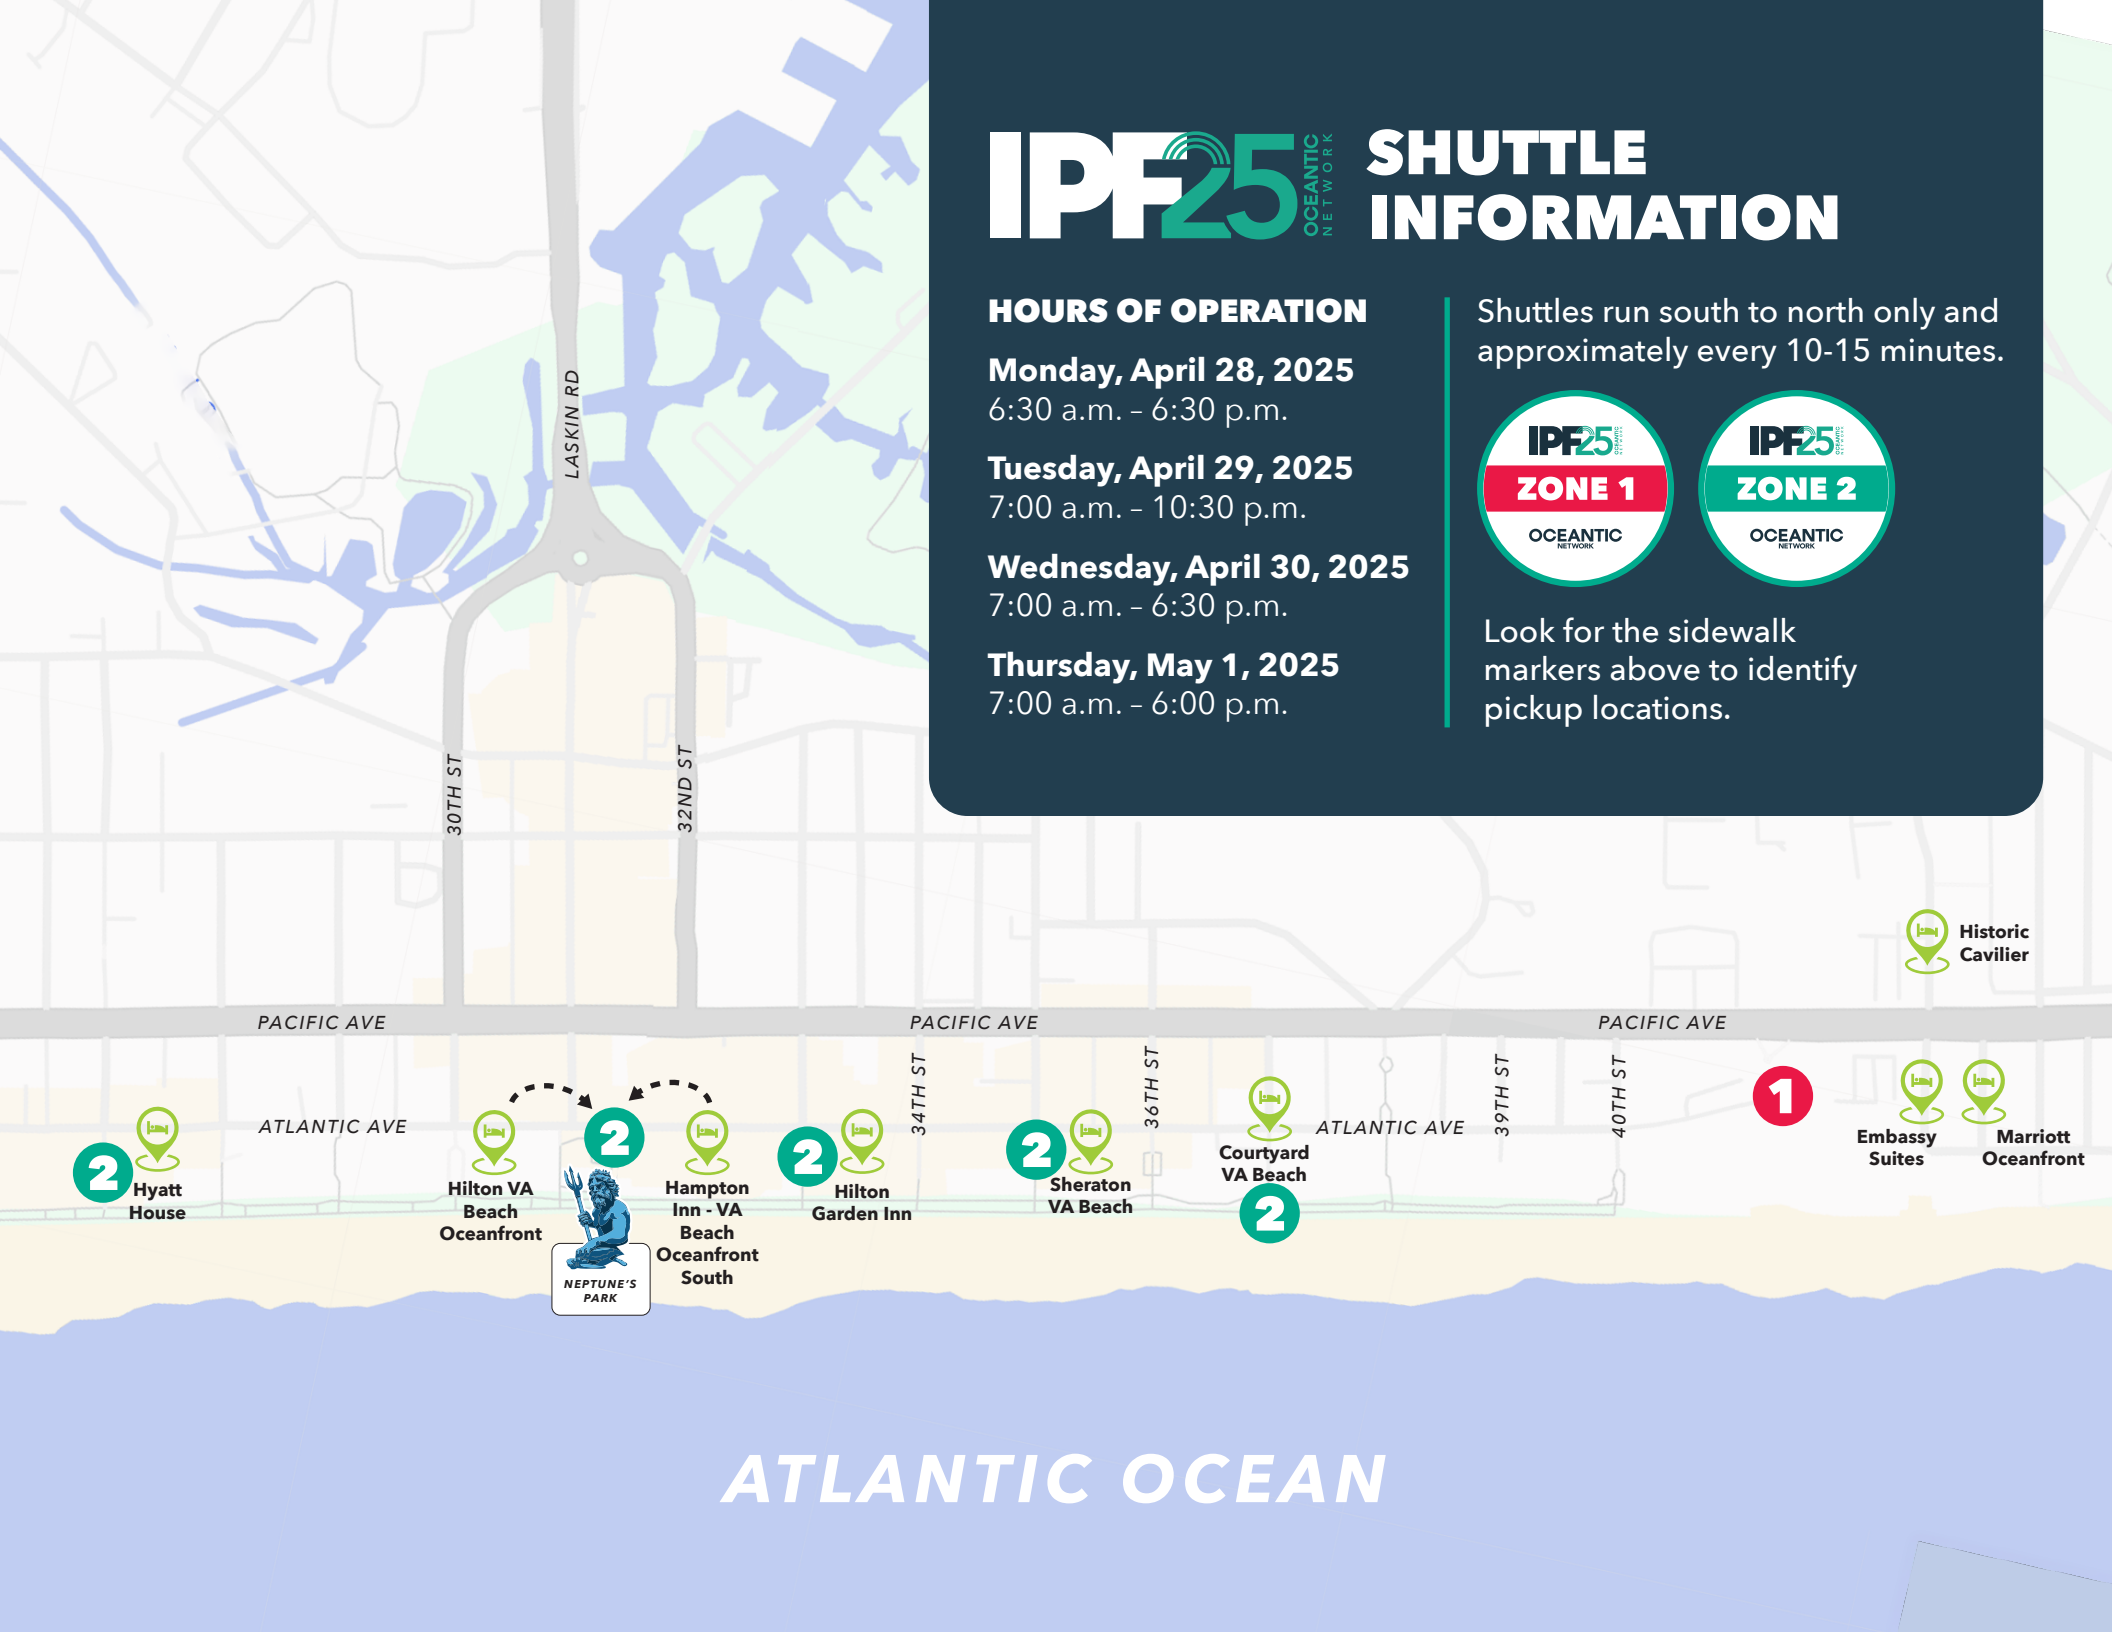 IPF25
OCEANTIC
NETWORK
SHUTTLE
INFORMATION
HOURS OF OPERATION
Monday, April 28, 2025
6:30 a.m. – 6:30 p.m.
Tuesday, April 29, 2025
7:00 a.m. – 10:30 p.m.
Wednesday, April 30, 2025
7:00 a.m. – 6:30 p.m.
Thursday, May 1, 2025
7:00 a.m. – 6:00 p.m.
Shuttles run south to north only and
approximately every 10-15 minutes.
IPF25
OCEANTIC
NETWORK
ZONE 1
OCEANTIC
NETWORK
IPF25
OCEANTIC
NETWORK
ZONE 2
OCEANTIC
NETWORK
Look for the sidewalk
markers above to identify
pickup locations.
LASKIN RD
30TH ST
32ND ST
Historic
Cavilier
PACIFIC AVE
PACIFIC AVE
PACIFIC AVE
34TH ST
36TH ST
39TH ST
40TH ST
ATLANTIC AVE
ATLANTIC AVE
2
Hyatt
House
Hilton VA
Beach
Oceanfront
2
NEPTUNE'S
PARK
Hampton
Inn - VA
Beach
Oceanfront
South
2
Hilton
Garden Inn
2
Sheraton
VA Beach
Courtyard
VA Beach
2
1
Embassy
Suites
Marriott
Oceanfront
ATLANTIC OCEAN